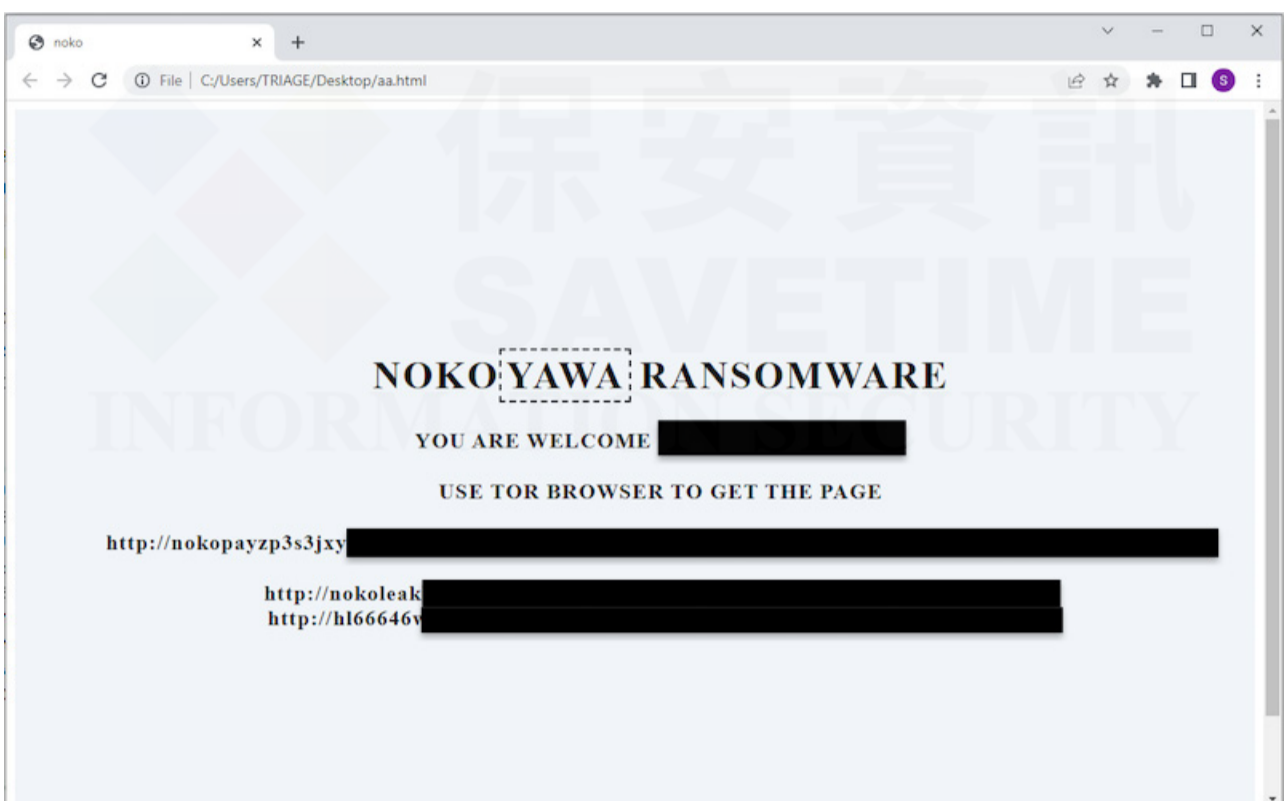 noko
File | C:/Users/TRIAGE/Desktop/aa.html
S
保安資訊
SAVETIME
INFORMATION SECURITY
NOKOYAWA RANSOMWARE
YOU ARE WELCOME
USE TOR BROWSER TO GET THE PAGE
http://nokopayzp3s3jxy
http://nokoleak
http://hl66646v